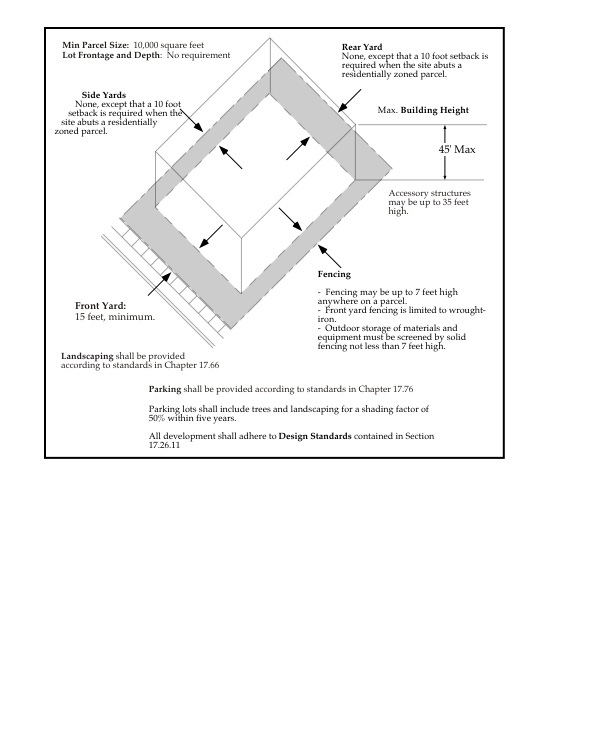 Min Parcel Size: 10,000 square feet
Lot Frontage and Depth: No requirement
Rear Yard
None, except that a 10 foot setback is
required when the site abuts a
residentially zoned parcel.
Side Yards
None, except that a 10 foot
setback is required when the
site abuts a residentially
zoned parcel.
Max. Building Height
45' Max
Accessory structures
may be up to 35 feet
high.
Fencing
- Fencing may be up to 7 feet high
anywhere on a parcel.
- Front yard fencing is limited to wrought-
iron.
- Outdoor storage of materials and
equipment must be screened by solid
fencing not less than 7 feet high.
Front Yard:
15 feet, minimum.
Landscaping shall be provided
according to standards in Chapter 17.66
Parking shall be provided according to standards in Chapter 17.76
Parking lots shall include trees and landscaping for a shading factor of
50% within five years.
All development shall adhere to Design Standards contained in Section
17.26.11